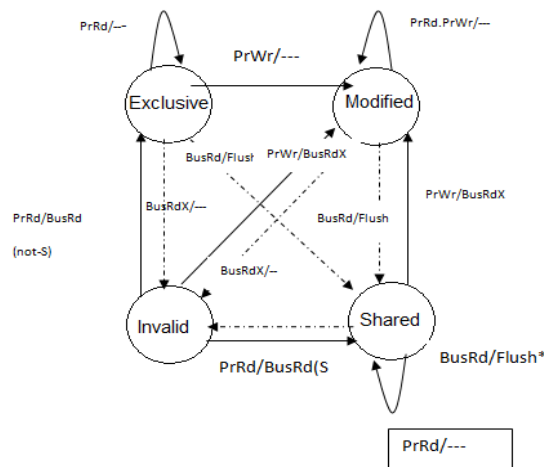 PrRd/---
PrRd.PrWr/---
PrWr/---
Exclusive
Modified
BusRd/Flush
PrWr/BusRdX
PrRd/BusRd
(not-S)
BusRdX/---
BusRd/Flush
PrWr/BusRdX
BusRdX/--
Invalid
Shared
PrRd/BusRd(S
BusRd/Flush*
PrRd/---